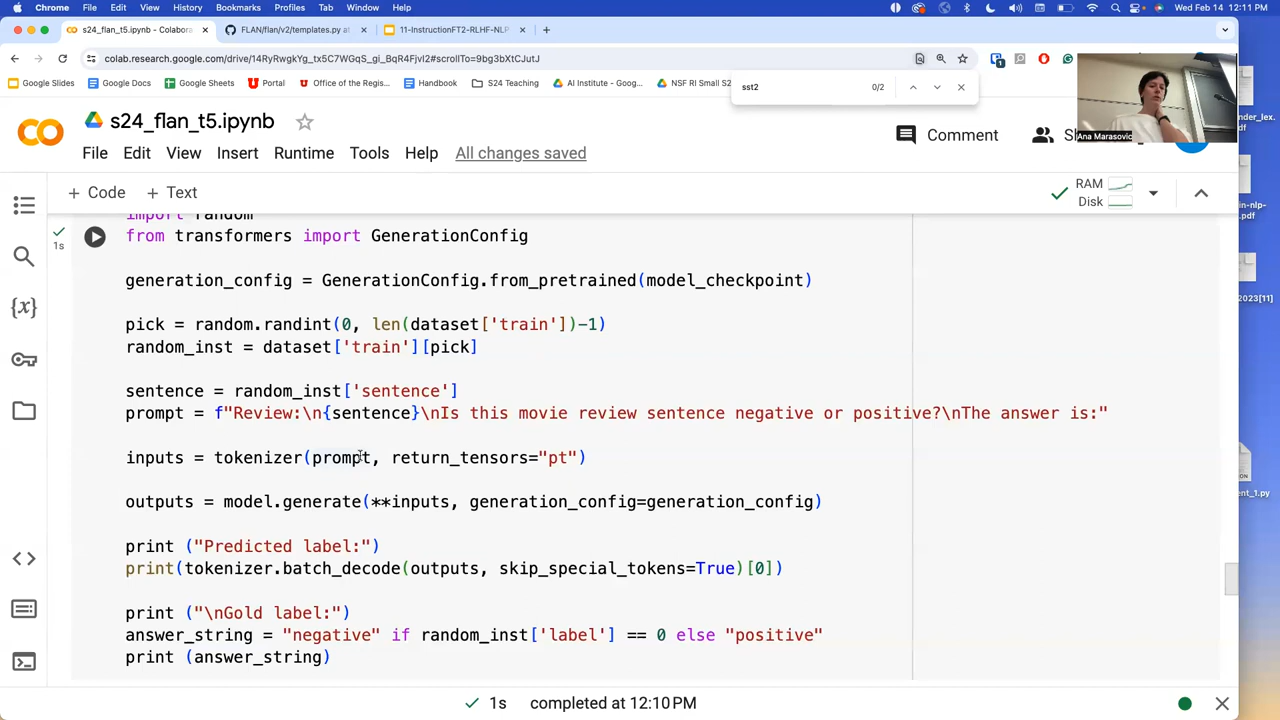 Chrome File Edit View History Bookmarks Profiles Tab Window Help
Wed Feb 14 12:11 PM
s24_flan_t5.ipynb - Colabora
FLAN/flan/v2/templates.py at
11-InstructionFT2-RLHF-NLP
colab.research.google.com/drive/14RyRwgkYg_tx5C7WGqS_gi_BqR4FjvI2#scrollTo=9bg3bXtCJutJ
Google Slides Google Docs Google Sheets Portal Office of the Regis... Handbook S24 Teaching AI Institute - Goog... NSF RI Small S2
sst2 0/2
Ana Marasovic
s24_flan_t5.ipynb
Comment
File Edit View Insert Runtime Tools Help All changes saved
+ Code + Text
RAM
Disk
import random
1s
from transformers import GenerationConfig
generation_config = GenerationConfig.from_pretrained(model_checkpoint)
pick = random.randint(0, len(dataset['train'])-1)
random_inst = dataset['train'][pick]
sentence = random_inst['sentence']
prompt = f"Review:\n{sentence}\nIs this movie review sentence negative or positive?\nThe answer is:"
inputs = tokenizer(prompt, return_tensors="pt")
outputs = model.generate(**inputs, generation_config=generation_config)
print ("Predicted label:")
print(tokenizer.batch_decode(outputs, skip_special_tokens=True)[0])
print ("\nGold label:")
answer_string = "negative" if random_inst['label'] == 0 else "positive"
print (answer_string)
1s completed at 12:10 PM